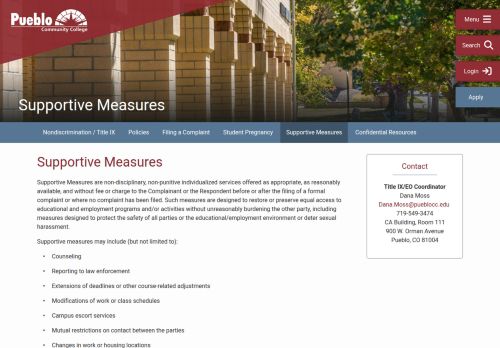 Pueblo
Community College
Menu
Search
Login
Apply
Supportive Measures
Nondiscrimination / Title IX
Policies
Filing a Complaint
Student Pregnancy
Supportive Measures
Confidential Resources
Supportive Measures
Supportive Measures are non-disciplinary, non-punitive individualized services offered as appropriate, as reasonably
available, and without fee or charge to the Complainant or the Respondent before or after the filing of a formal
complaint or where no complaint has been filed. Such measures are designed to restore or preserve equal access to
educational and employment programs and/or activities without unreasonably burdening the other party, including
measures designed to protect the safety of all parties or the educational/employment environment or deter sexual
harassment.
Supportive measures may include (but not limited to):
• Counseling
• Reporting to law enforcement
• Extensions of deadlines or other course-related adjustments
• Modifications of work or class schedules
• Campus escort services
• Mutual restrictions on contact between the parties
• Changes in work or housing locations
Contact
Title IX/EO Coordinator
Dana Moss
Dana.Moss@pueblocc.edu
719-549-3474
CA Building, Room 111
900 W. Orman Avenue
Pueblo, CO 81004